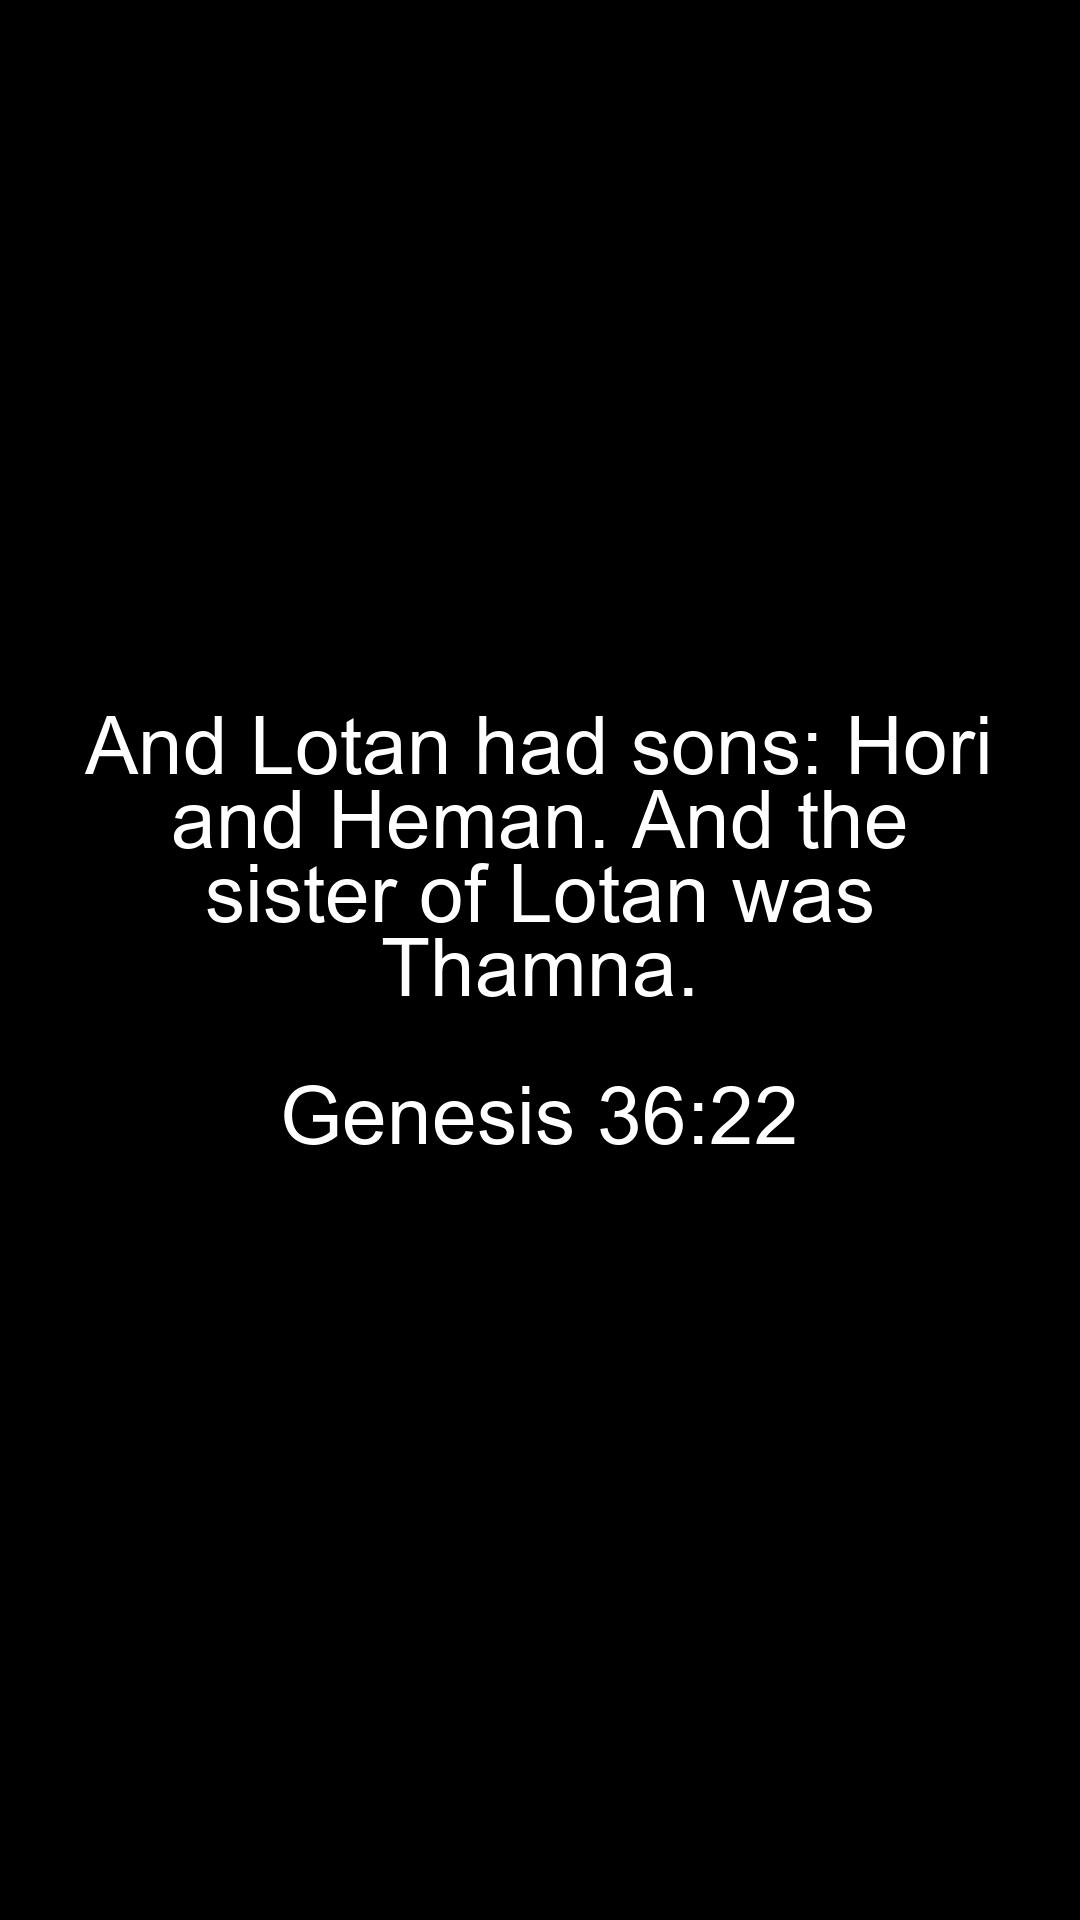 And Lotan had sons: Hori
and Heman. And the
sister of Lotan was
Thamna.
Genesis 36:22